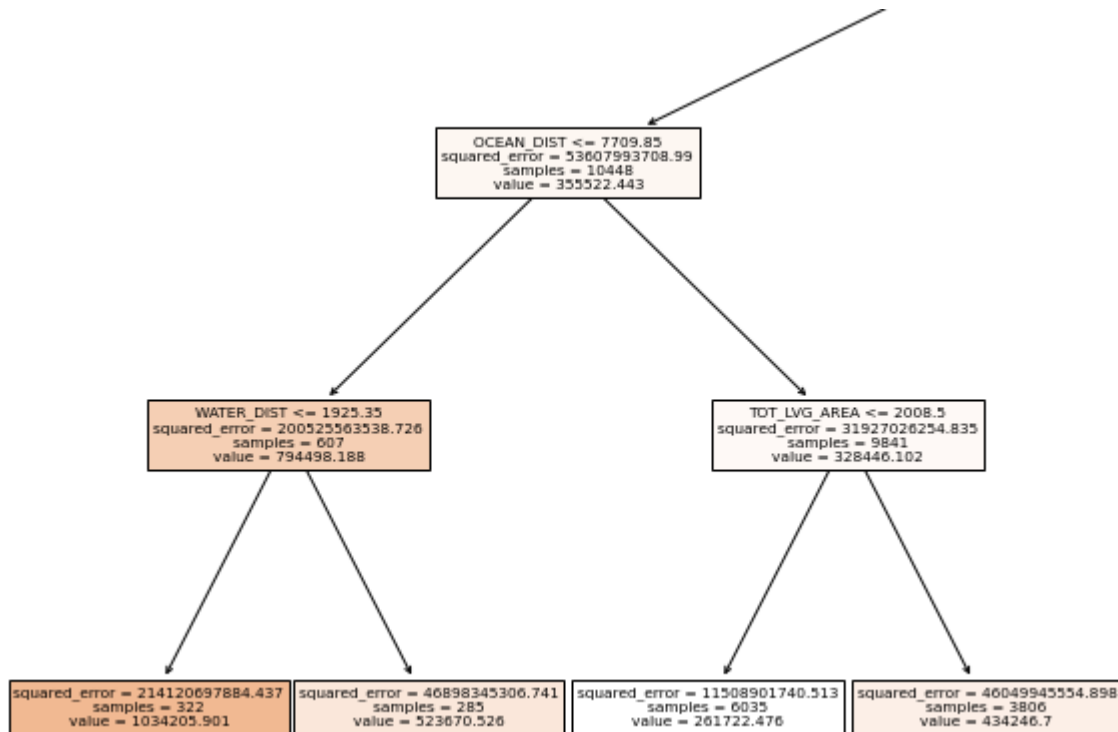 OCEAN_DIST <= 7709.85
squared_error = 53607993708.99
samples = 10448
value = 355522.443
WATER_DIST <= 1925.35
squared_error = 200525563538.726
samples = 607
value = 794498.188
TOT_LVG_AREA <= 2008.5
squared_error = 31927026254.835
samples = 9841
value = 328446.102
squared_error = 214120697884.437
samples = 322
value = 1034205.901
squared_error = 46898345306.741
samples = 285
value = 523670.526
squared_error = 11508901740.513
samples = 6035
value = 261722.476
squared_error = 46049945554.898
samples = 3806
value = 434246.7